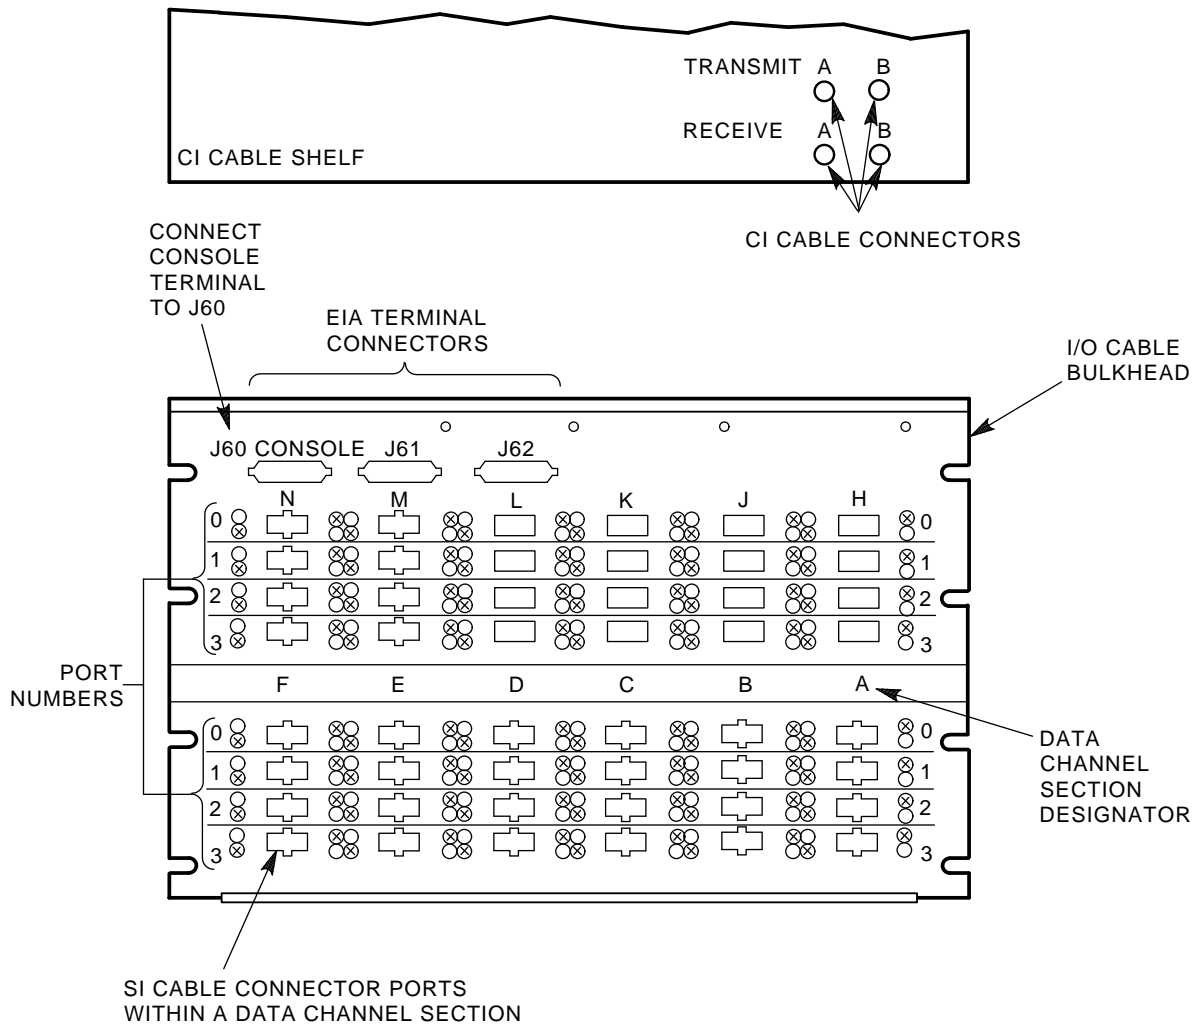 TRANSMIT A B
RECEIVE A B
CI CABLE SHELF
CI CABLE CONNECTORS
CONNECT
CONSOLE
TERMINAL
TO J60
EIA TERMINAL
CONNECTORS
I/O CABLE
BULKHEAD
J60 CONSOLE J61 J62
N M L K J H
0 0
1 1
2 2
3 3
PORT
NUMBERS
F E D C B A
0 0
1 1
2 2
3 3
DATA
CHANNEL
SECTION
DESIGNATOR
SI CABLE CONNECTOR PORTS
WITHIN A DATA CHANNEL SECTION